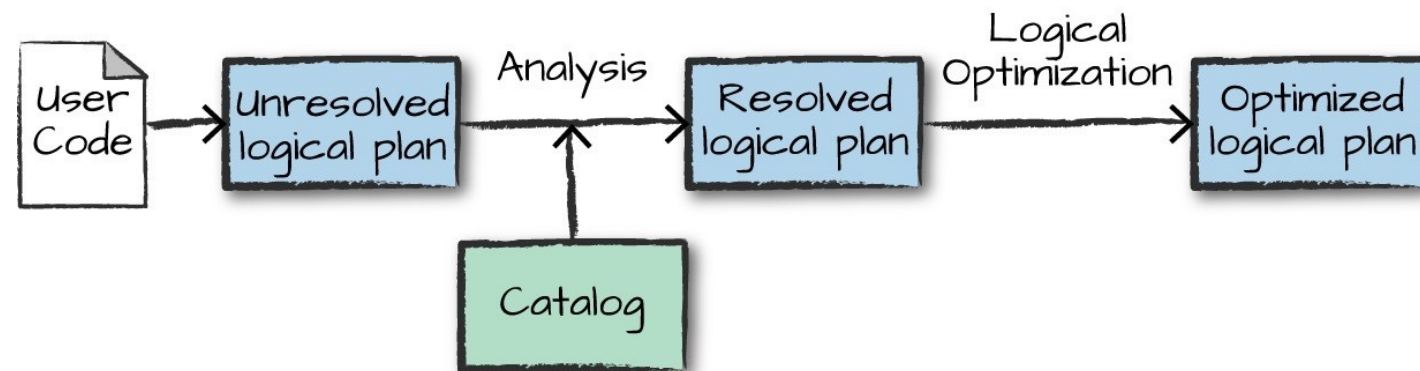 User
Code
Unresolved
logical plan
Analysis
Resolved
logical plan
Logical
Optimization
Optimized
logical plan
Catalog